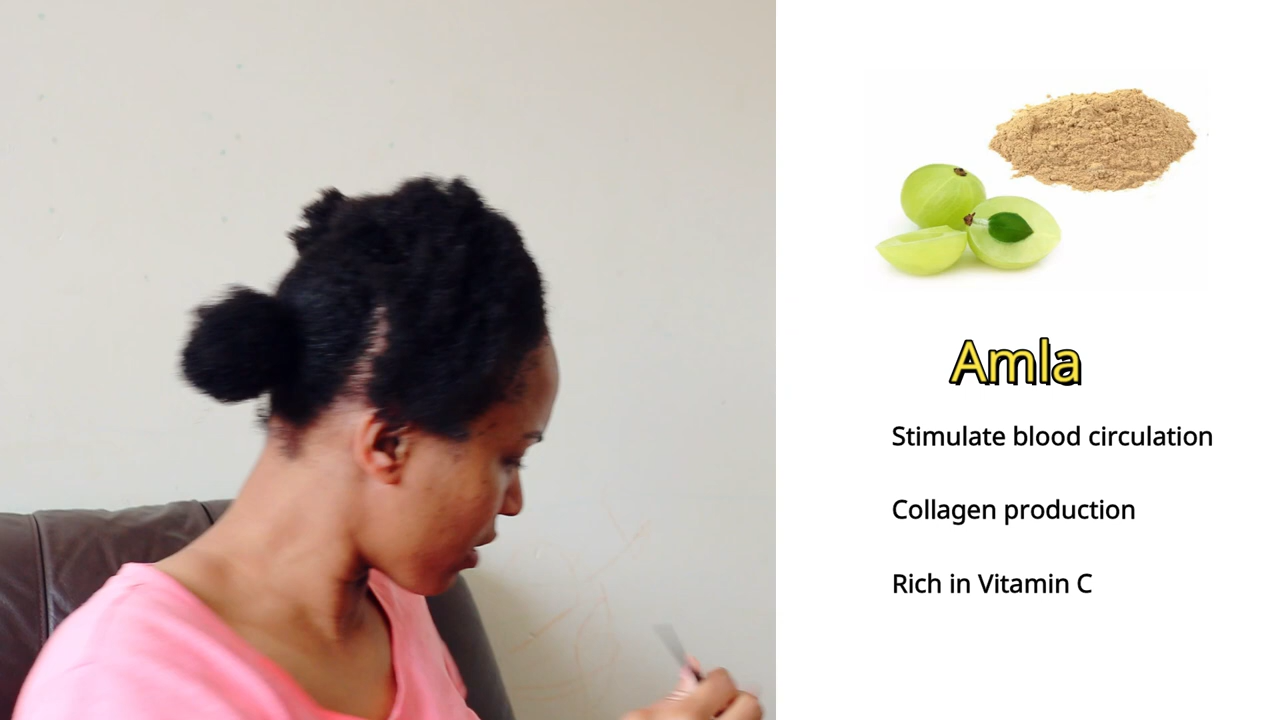 Amla
Stimulate blood circulation
Collagen production
Rich in Vitamin C